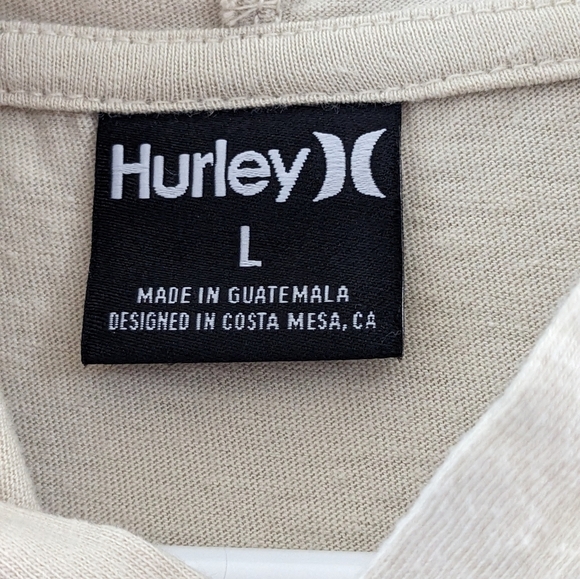 Hurley
L
MADE IN GUATEMALA
DESIGNED IN COSTA MESA, CA